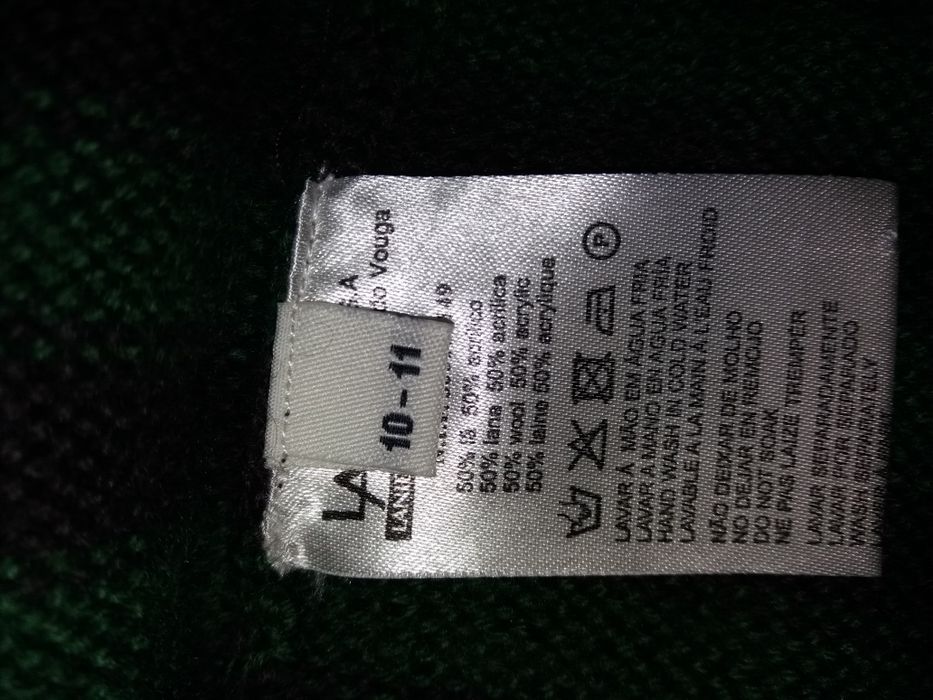 10-11
LA
do Vouga
50% lã 50% acrílico
50% lana 50% acrilica
50% wool 50% acrylic
50% laine 50% acrylique
P
LAVAR À MÃO EM ÁGUA FRIA
LAVAR A MANO EN AGUA FRIA
HAND WASH IN COLD WATER
LAVABLE A LA MAIN À L'EAU FROID
NÃO DEIXAR DE MOLHO
NO DEJAR EN REMOJO
DO NOT SOAK
NE PAS LAIZE TREMPER
LAVAR SEPARADAMENTE
LAVAR POR SEPARADO
WASH SEPARATELY